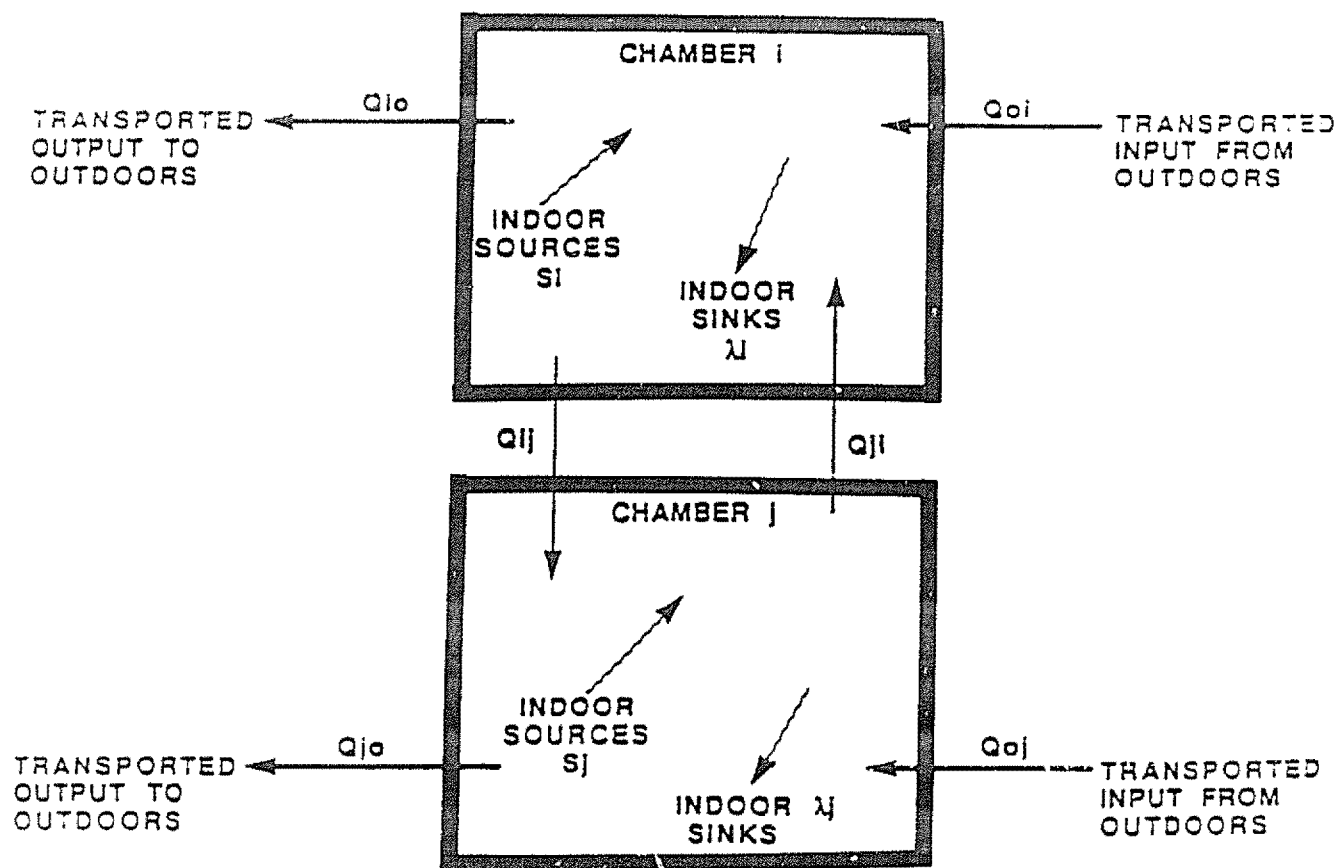 CHAMBER i
Qio
Qoi
TRANSPORTED
OUTPUT TO
OUTDOORS
TRANSPORTED
INPUT FROM
OUTDOORS
INDOOR
SOURCES
Si
INDOOR
SINKS
λi
Qij
Qji
CHAMBER j
INDOOR
SOURCES
Sj
Qjo
Qoj
TRANSPORTED
OUTPUT TO
OUTDOORS
INDOOR λj
SINKS
TRANSPORTED
INPUT FROM
OUTDOORS